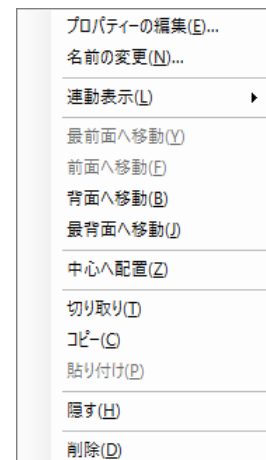 プロパティーの編集(E)...
名前の変更(N)...
連動表示(L)
最前面へ移動(Y)
前面へ移動(F)
背面へ移動(B)
最背面へ移動(J)
中心へ配置(Z)
切り取り(T)
コピー(C)
貼り付け(P)
隠す(H)
削除(D)